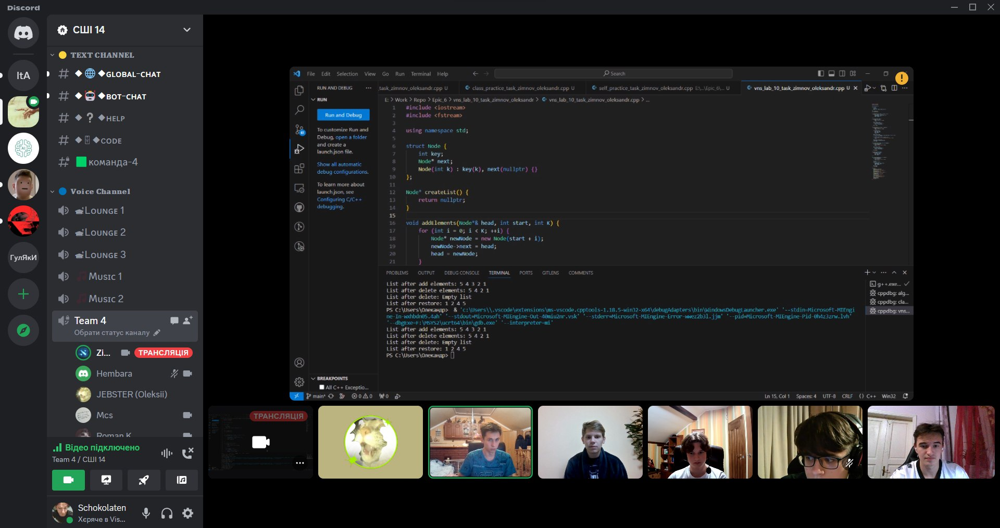 Discord
СШІ 14
TEXT CHANNEL
GLOBAL-CHAT
BOT-CHAT
HELP
CODE
команда-4
Voice Channel
Lounge 1
Lounge 2
Lounge 3
Music 1
Music 2
Team 4
Обрати статус каналу
Zi...
ТРАНСЛЯЦІЯ
Hembara
JEBSTER (Oleksii)
Mcs
Roman K
Відео підключено
Team 4 / СШІ 14
Schokolaten
Хєряче в Vis...
ItA
AI
ГулЯкИ
File Edit Selection View Go Run Terminal Help
Search
RUN AND DEBUG
_task_zimnov_oleksandr.cpp U
class_practice_task_zimnov_oleksandr.cpp U
self_practice_task_zimnov_oleksandr.cpp E:\...\Epic_6\... U
vns_lab_10_task_zimnov_oleksandr.cpp U
RUN
E: > Work > Repo > Epic_6 > vns_lab_10_task_zimnov_oleksandr > vns_lab_10_task_zimnov_oleksandr.cpp > ...
Run and Debug
To customize Run and
Debug, open a folder
and create a
launch.json file.
Show all automatic
debug configurations.
To learn more about
launch.json, see
Configuring C/C++
debugging.
61
BREAKPOINTS
All C++ Exceptio...
1 #include <iostream>
2 #include <fstream>
3
4 using namespace std;
5
6 struct Node {
7 int key;
8 Node* next;
9 Node(int k) : key(k), next(nullptr) {}
10 };
11
12 Node* createList() {
13 return nullptr;
14 }
15
16 void addElements(Node*& head, int start, int K) {
17 for (int i = 0; i < K; ++i) {
18 Node* newNode = new Node(start + i);
19 newNode->next = head;
20 head = newNode;
21 }
PROBLEMS OUTPUT DEBUG CONSOLE TERMINAL PORTS GITLENS COMMENTS
List after add elements: 5 4 3 2 1
List after delete elements: 5 4 2 1
List after delete: Empty list
List after restore: 1 2 4 5
PS C:\Users\Олександр> & 'c:\Users\\.vscode\extensions\ms-vscode.cpptools-1.18.5-win32-x64\debugAdapters\bin\WindowsDebugLauncher.exe' '--stdin=Microsoft-MIEngi
ne-In-wxhbdn05.4ah' '--stdout=Microsoft-MIEngine-Out-40miu2nr.vsk' '--stderr=Microsoft-MIEngine-Error-wwez2b3l.jjm' '--pid=Microsoft-MIEngine-Pid-0h4z3zrw.lvh'
'--dbgExe=F:\MSYS2\ucrt64\bin\gdb.exe' '--interpreter=mi'
List after add elements: 5 4 3 2 1
List after delete elements: 5 4 2 1
List after delete: Empty list
List after restore: 1 2 4 5
PS C:\Users\Олександр>
g++.exe...
cppdbg: alg...
cppdbg: cla...
cppdbg: vns...
main* 0 0 0
Ln 15, Col 1 Spaces: 4 UTF-8 CRLF {} C++ Win32
ТРАНСЛЯЦІЯ